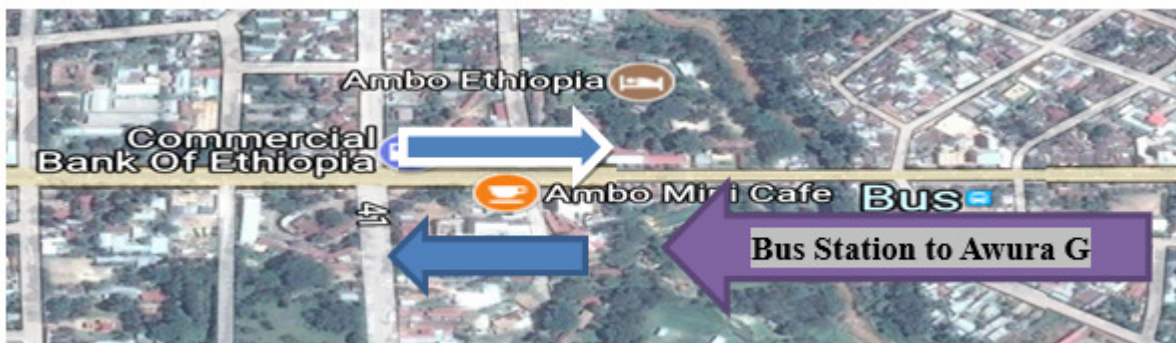 Ambo Ethiopia
Commercial
Bank Of Ethiopia
Ambo Mini Cafe
Bus
41
Bus Station to Awura G